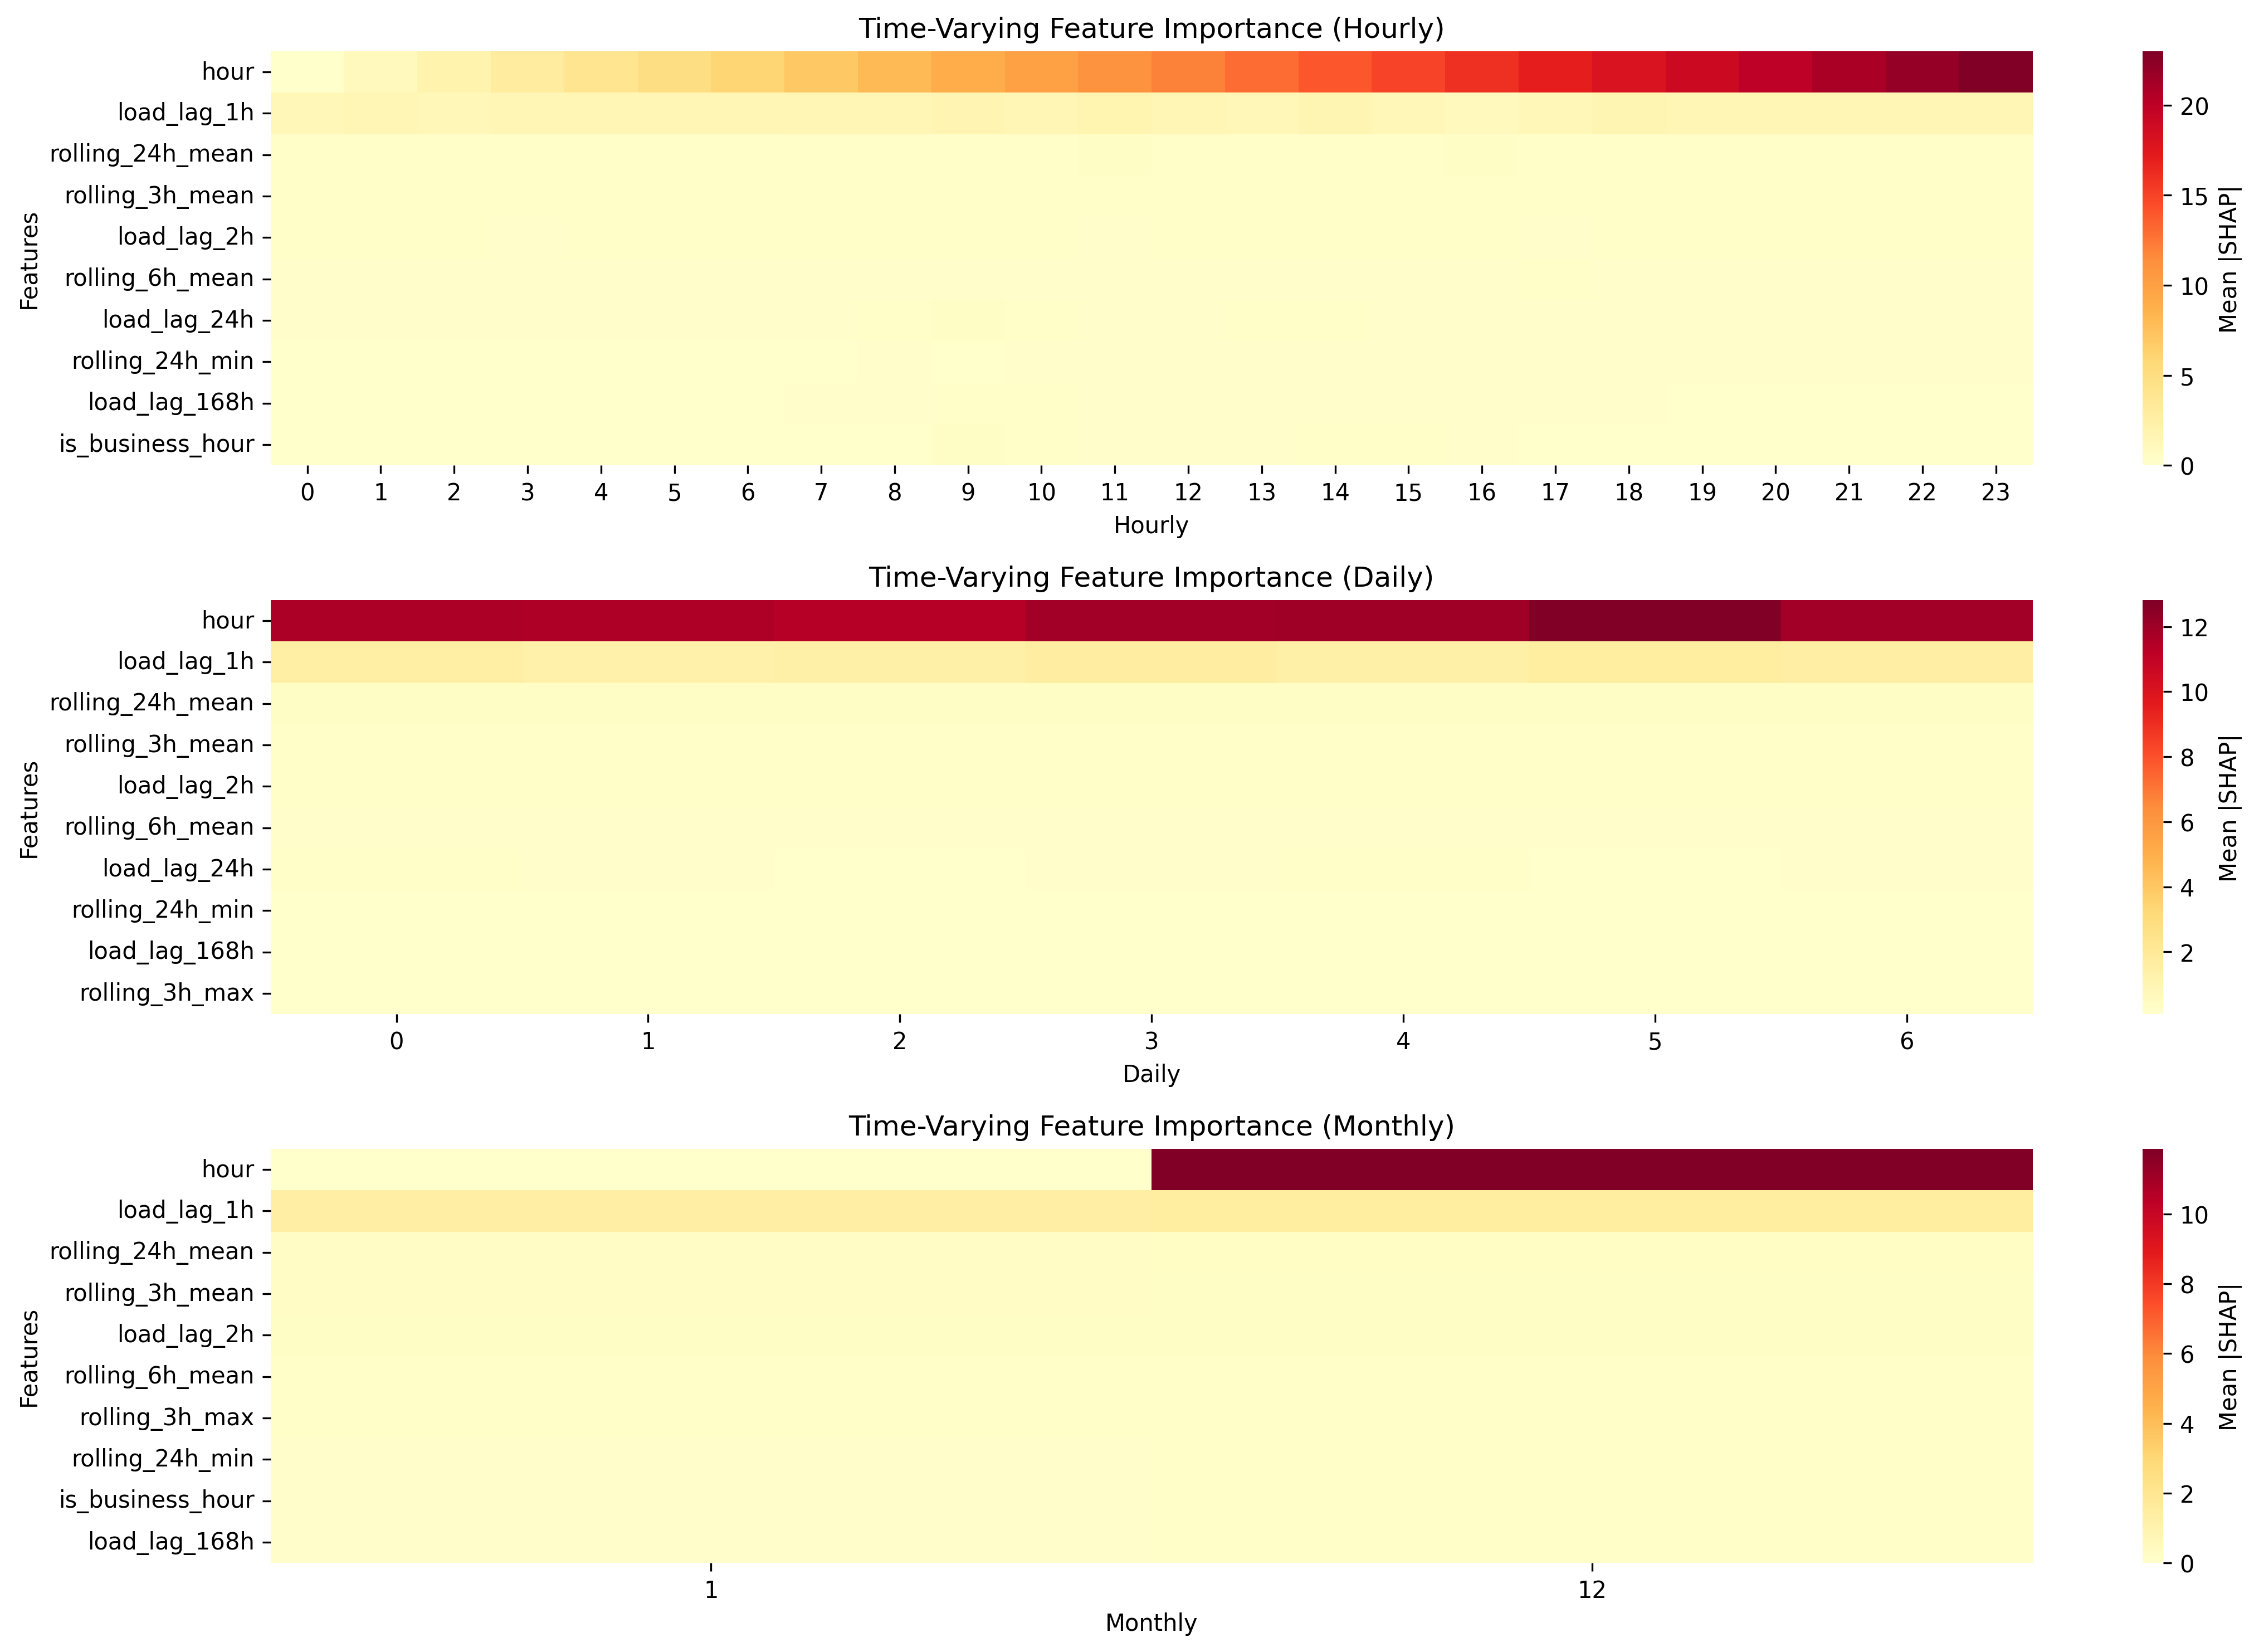 Time-Varying Feature Importance (Hourly)
Features
hour
load_lag_1h
rolling_24h_mean
rolling_3h_mean
load_lag_2h
rolling_6h_mean
load_lag_24h
rolling_24h_min
load_lag_168h
is_business_hour
0 1 2 3 4 5 6 7 8 9 10 11 12 13 14 15 16 17 18 19 20 21 22 23
Hourly
20
15
10
5
0
Mean |SHAP|
Time-Varying Feature Importance (Daily)
Features
hour
load_lag_1h
rolling_24h_mean
rolling_3h_mean
load_lag_2h
rolling_6h_mean
load_lag_24h
rolling_24h_min
load_lag_168h
rolling_3h_max
0 1 2 3 4 5 6
Daily
12
10
8
6
4
2
Mean |SHAP|
Time-Varying Feature Importance (Monthly)
Features
hour
load_lag_1h
rolling_24h_mean
rolling_3h_mean
load_lag_2h
rolling_6h_mean
rolling_3h_max
rolling_24h_min
is_business_hour
load_lag_168h
1 12
Monthly
10
8
6
4
2
0
Mean |SHAP|